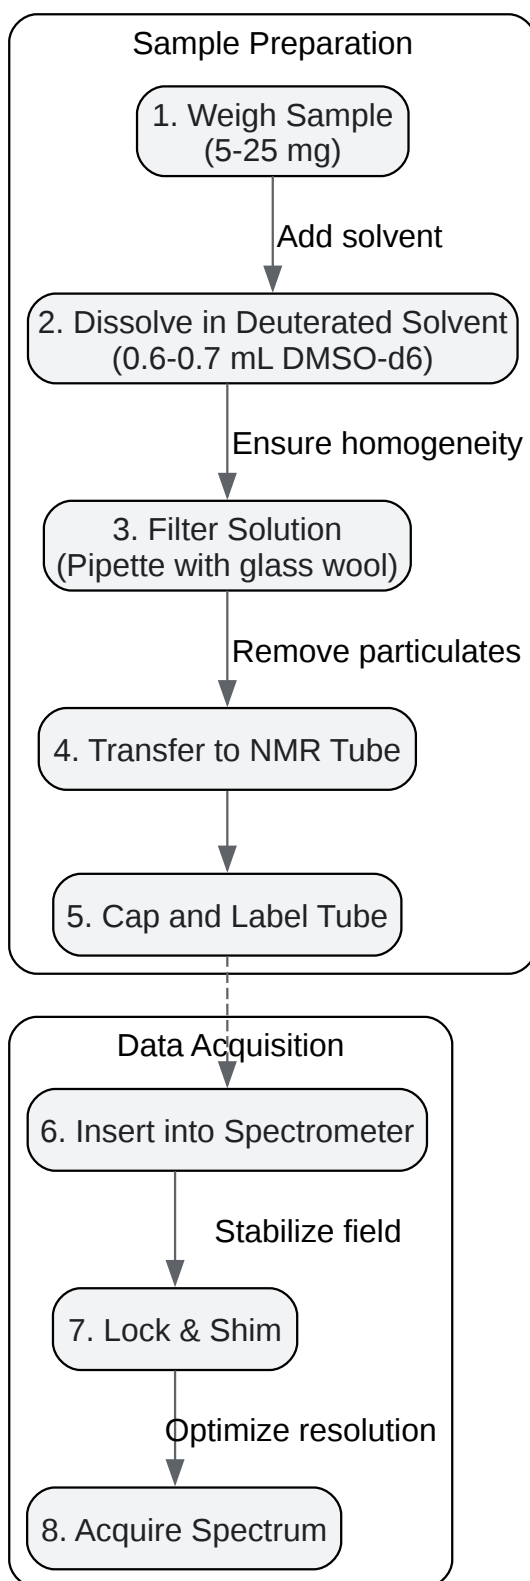 Sample Preparation
1. Weigh Sample
(5-25 mg)
Add solvent
2. Dissolve in Deuterated Solvent
(0.6-0.7 mL DMSO-d6)
Ensure homogeneity
3. Filter Solution
(Pipette with glass wool)
Remove particulates
4. Transfer to NMR Tube
5. Cap and Label Tube
Data Acquisition
6. Insert into Spectrometer
Stabilize field
7. Lock & Shim
Optimize resolution
8. Acquire Spectrum